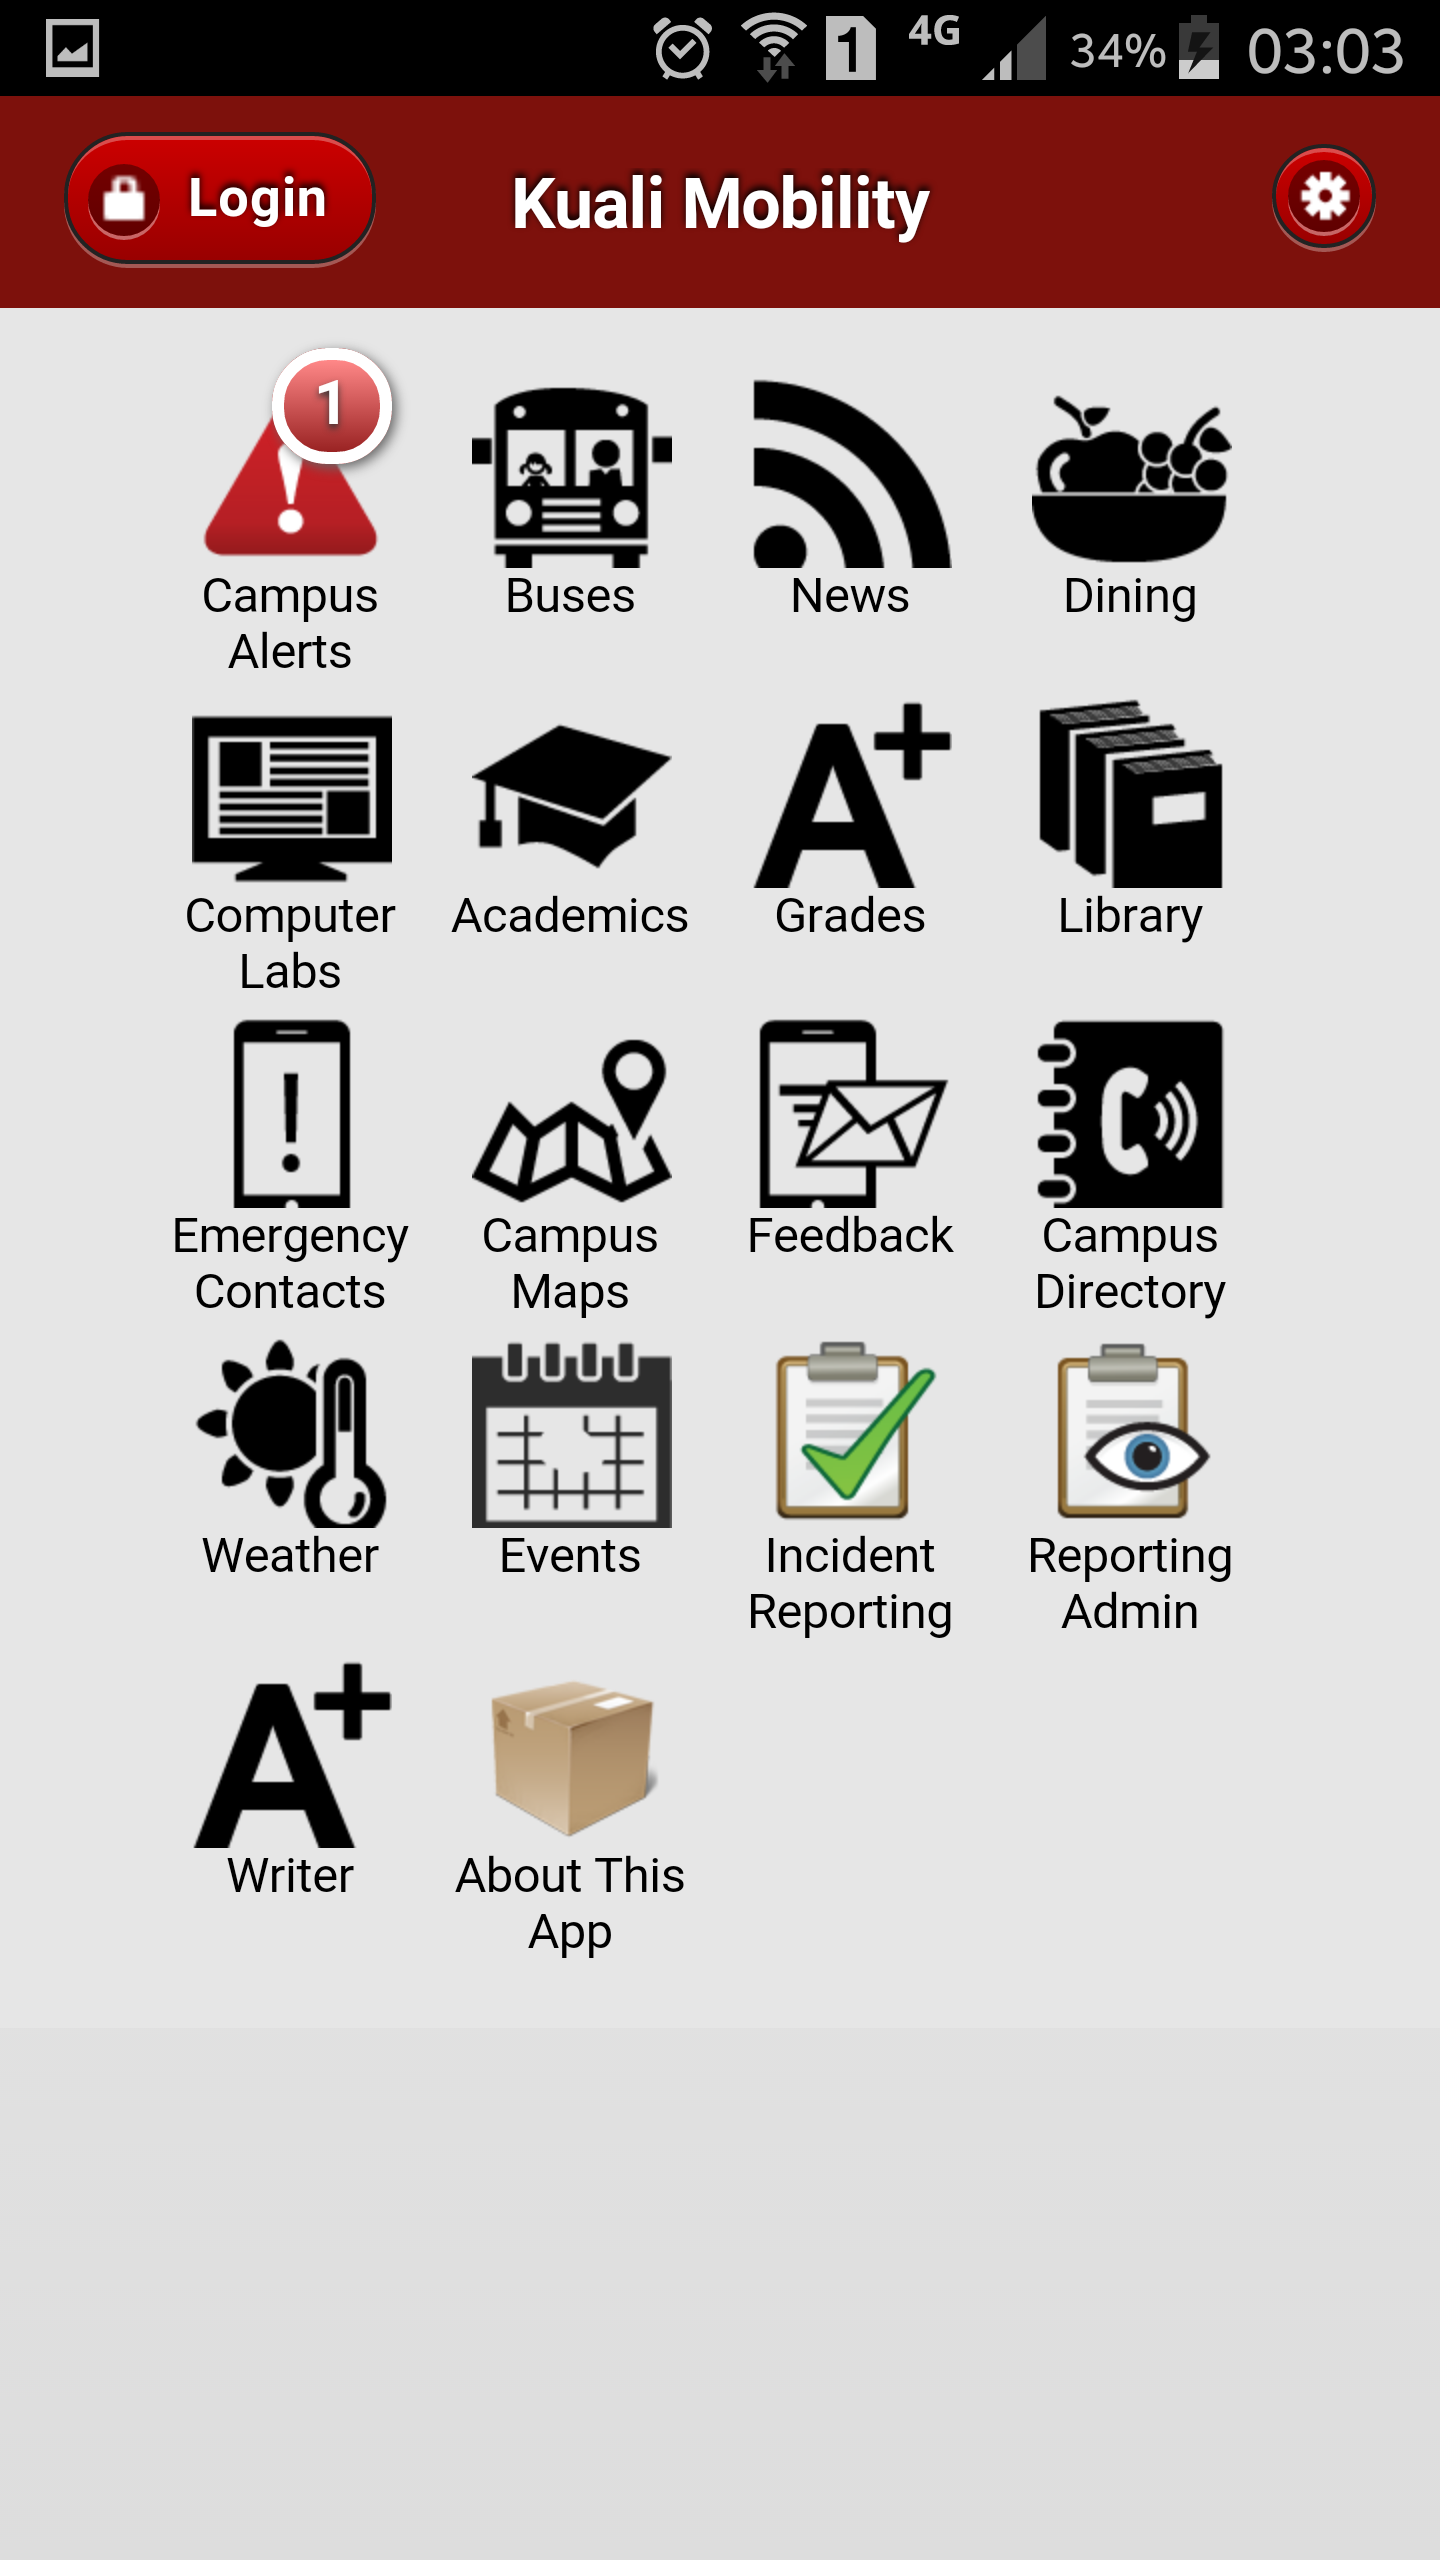 1 4G 34% 03:03
Login Kuali Mobility
1
Campus Alerts
Buses
News
Dining
A+
Computer Labs
Academics
Grades
Library
Emergency Contacts
Campus Maps
Feedback
Campus Directory
Weather
Events
Incident Reporting
Reporting Admin
A+
Writer
About This App